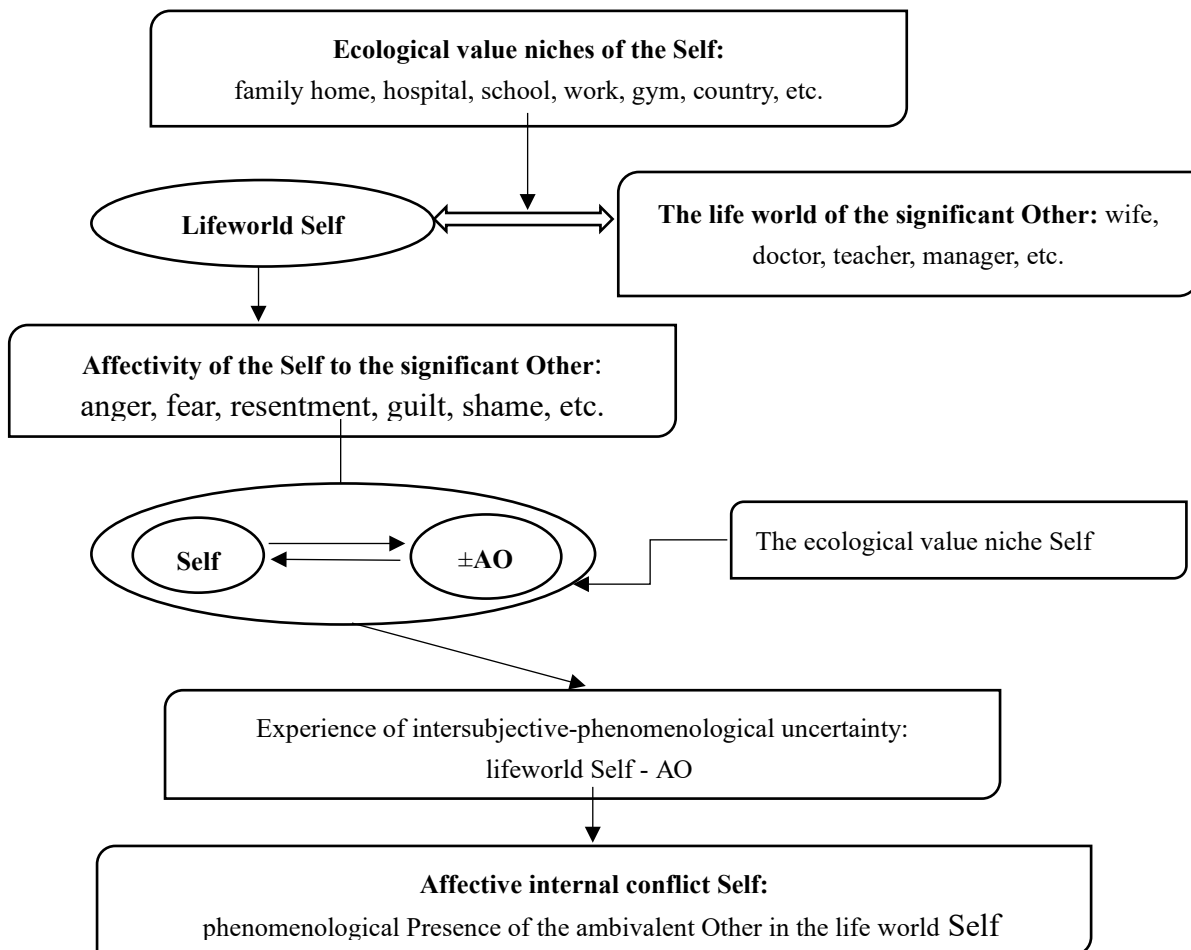 Ecological value niches of the Self:
family home, hospital, school, work, gym, country, etc.
Lifeworld Self
The life world of the significant Other: wife,
doctor, teacher, manager, etc.
Affectivity of the Self to the significant Other:
anger, fear, resentment, guilt, shame, etc.
Self
±AO
The ecological value niche Self
Experience of intersubjective-phenomenological uncertainty:
lifeworld Self - AO
Affective internal conflict Self:
phenomenological Presence of the ambivalent Other in the life world Self